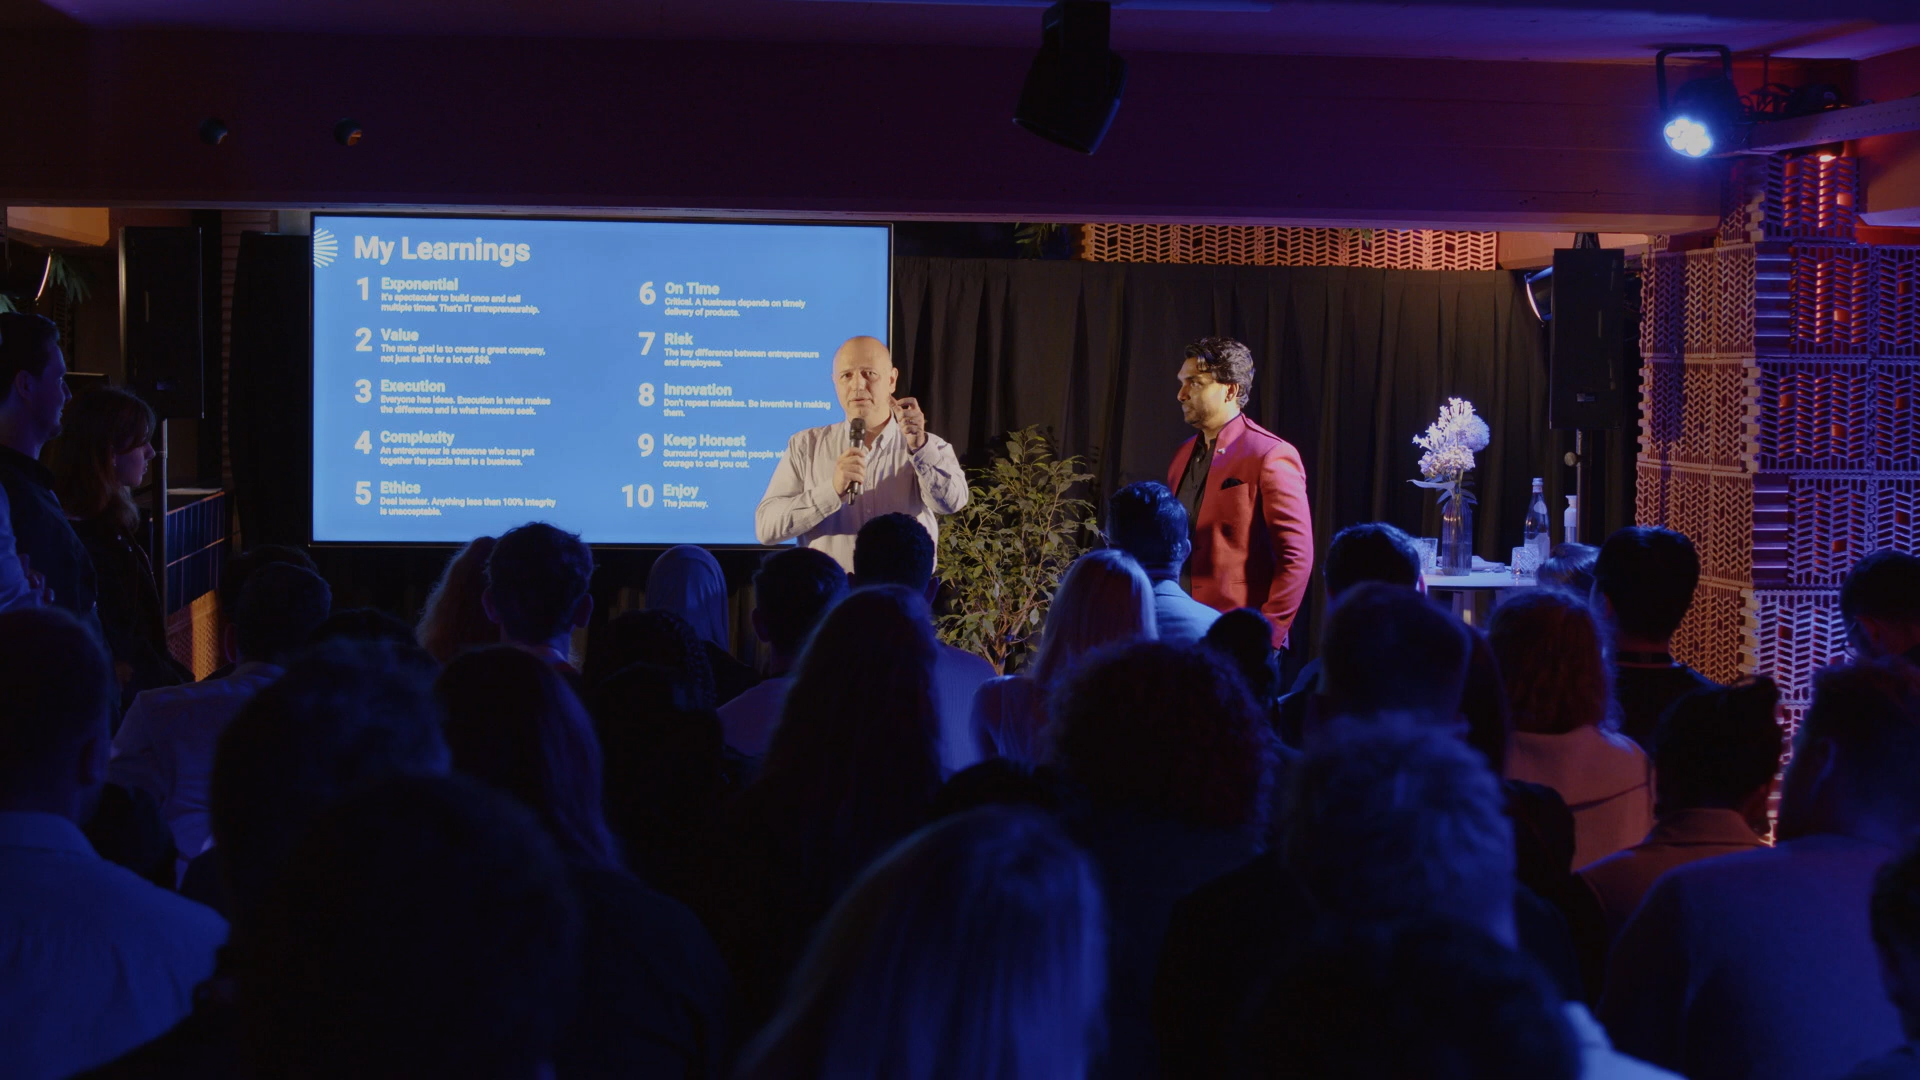 My Learnings
1 Exponential
It's spectacular to build once and sell
multiple times. That's IT entrepreneurship.
2 Value
The main goal is to create a great company,
not just sell it for a lot of $$$.
3 Execution
Everyone has ideas. Execution is what makes
the difference and is what investors seek.
4 Complexity
An entrepreneur is someone who can put
together the puzzle that is a business.
5 Ethics
Deal breaker. Anything less than 100% integrity
is unacceptable.
6 On Time
Critical. A business depends on timely
delivery of products.
7 Risk
The key difference between entrepreneurs
and employees.
8 Innovation
Don't repeat mistakes. Be inventive in making
them.
9 Keep Honest
Surround yourself with people
courage to call you out.
10 Enjoy
The journey.